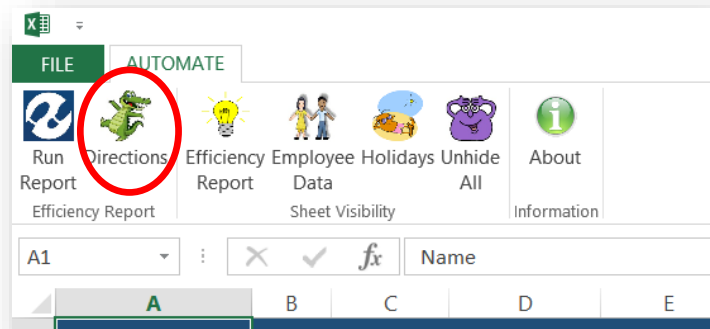 FILE AUTOMATE
Run Directions Efficiency Employee Holidays Unhide About
Report Report Data All
Efficiency Report Sheet Visibility Information
A1 fx Name
A B C D E